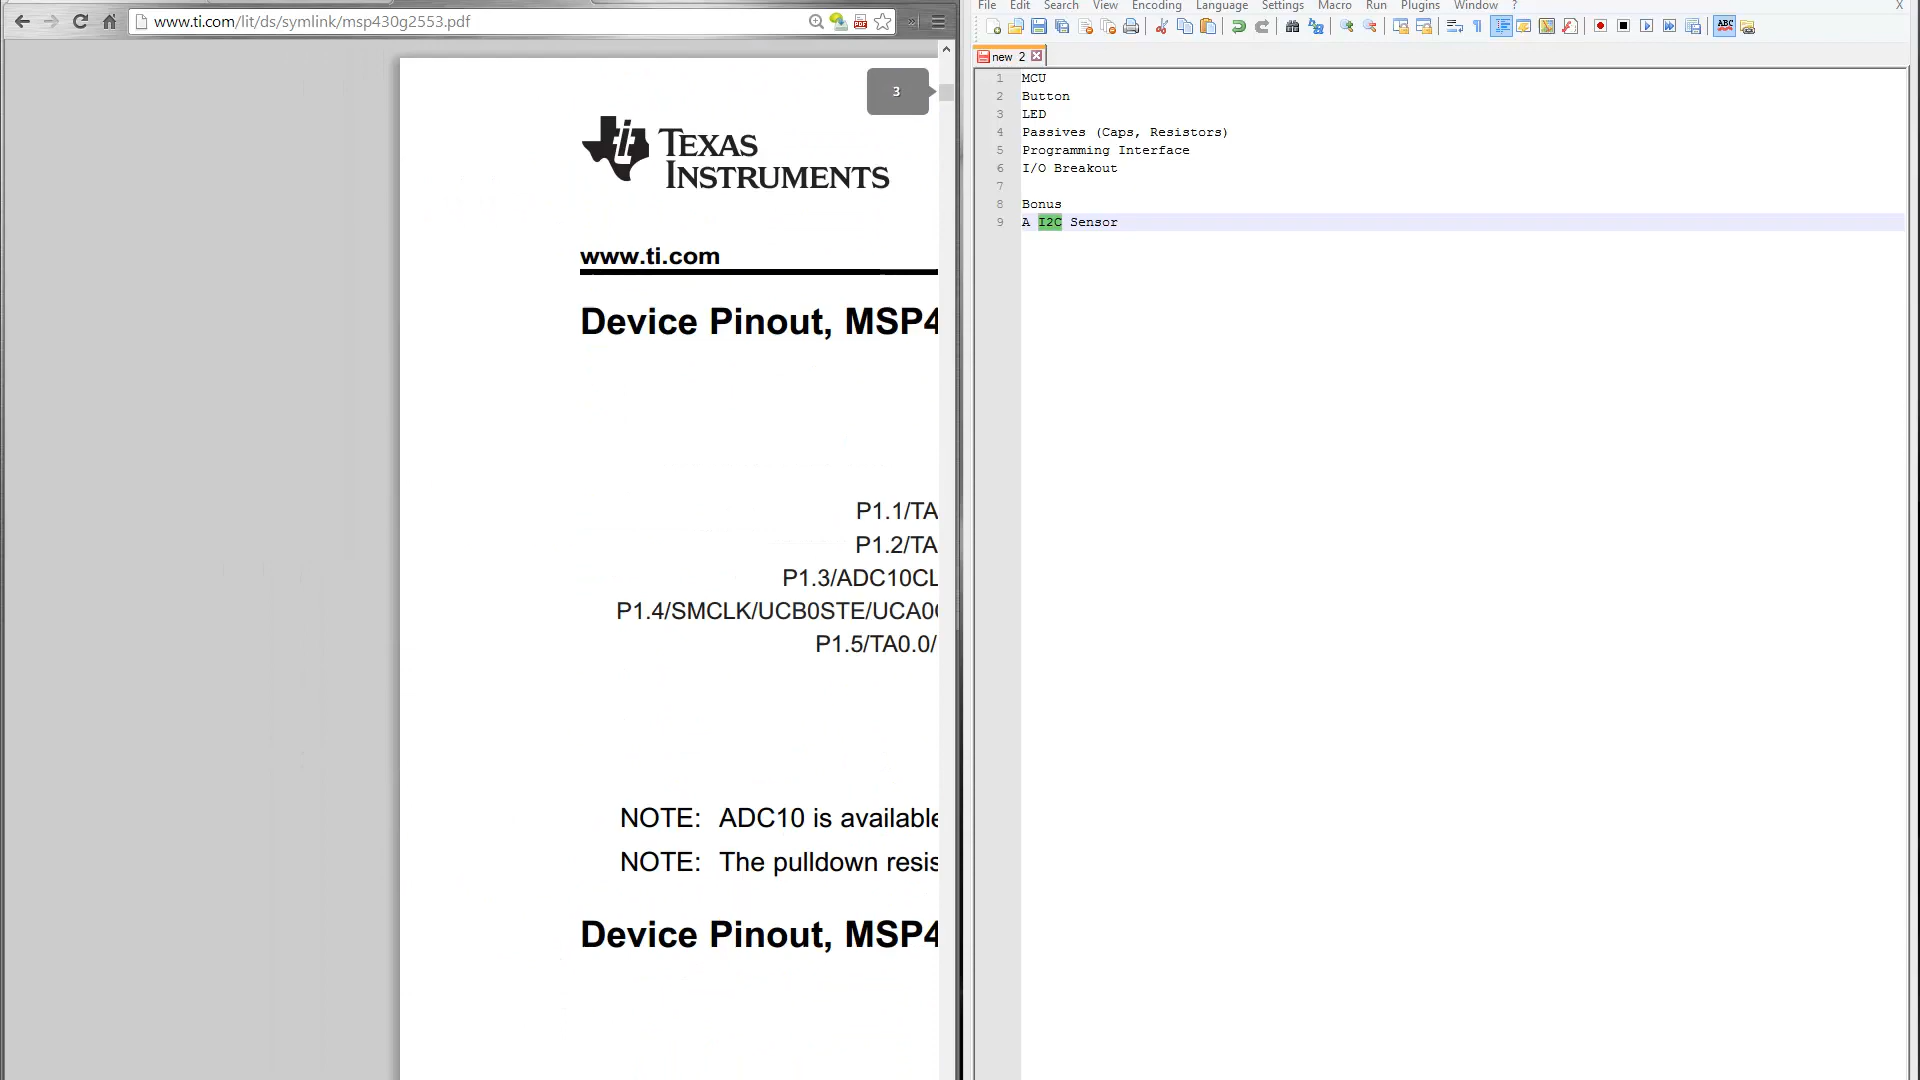 www.ti.com/lit/ds/symlink/msp430g2553.pdf
3
TEXAS
INSTRUMENTS
www.ti.com
Device Pinout, MSP4
P1.1/TA
P1.2/TA
P1.3/ADC10CL
P1.4/SMCLK/UCB0STE/UCA0
P1.5/TA0.0/
NOTE: ADC10 is available
NOTE: The pulldown resis
Device Pinout, MSP4
File Edit Search View Encoding Language Settings Macro Run Plugins Window ? X
ABC
new 2
1 MCU
2 Button
3 LED
4 Passives (Caps, Resistors)
5 Programming Interface
6 I/O Breakout
7
8 Bonus
9 A I2C Sensor